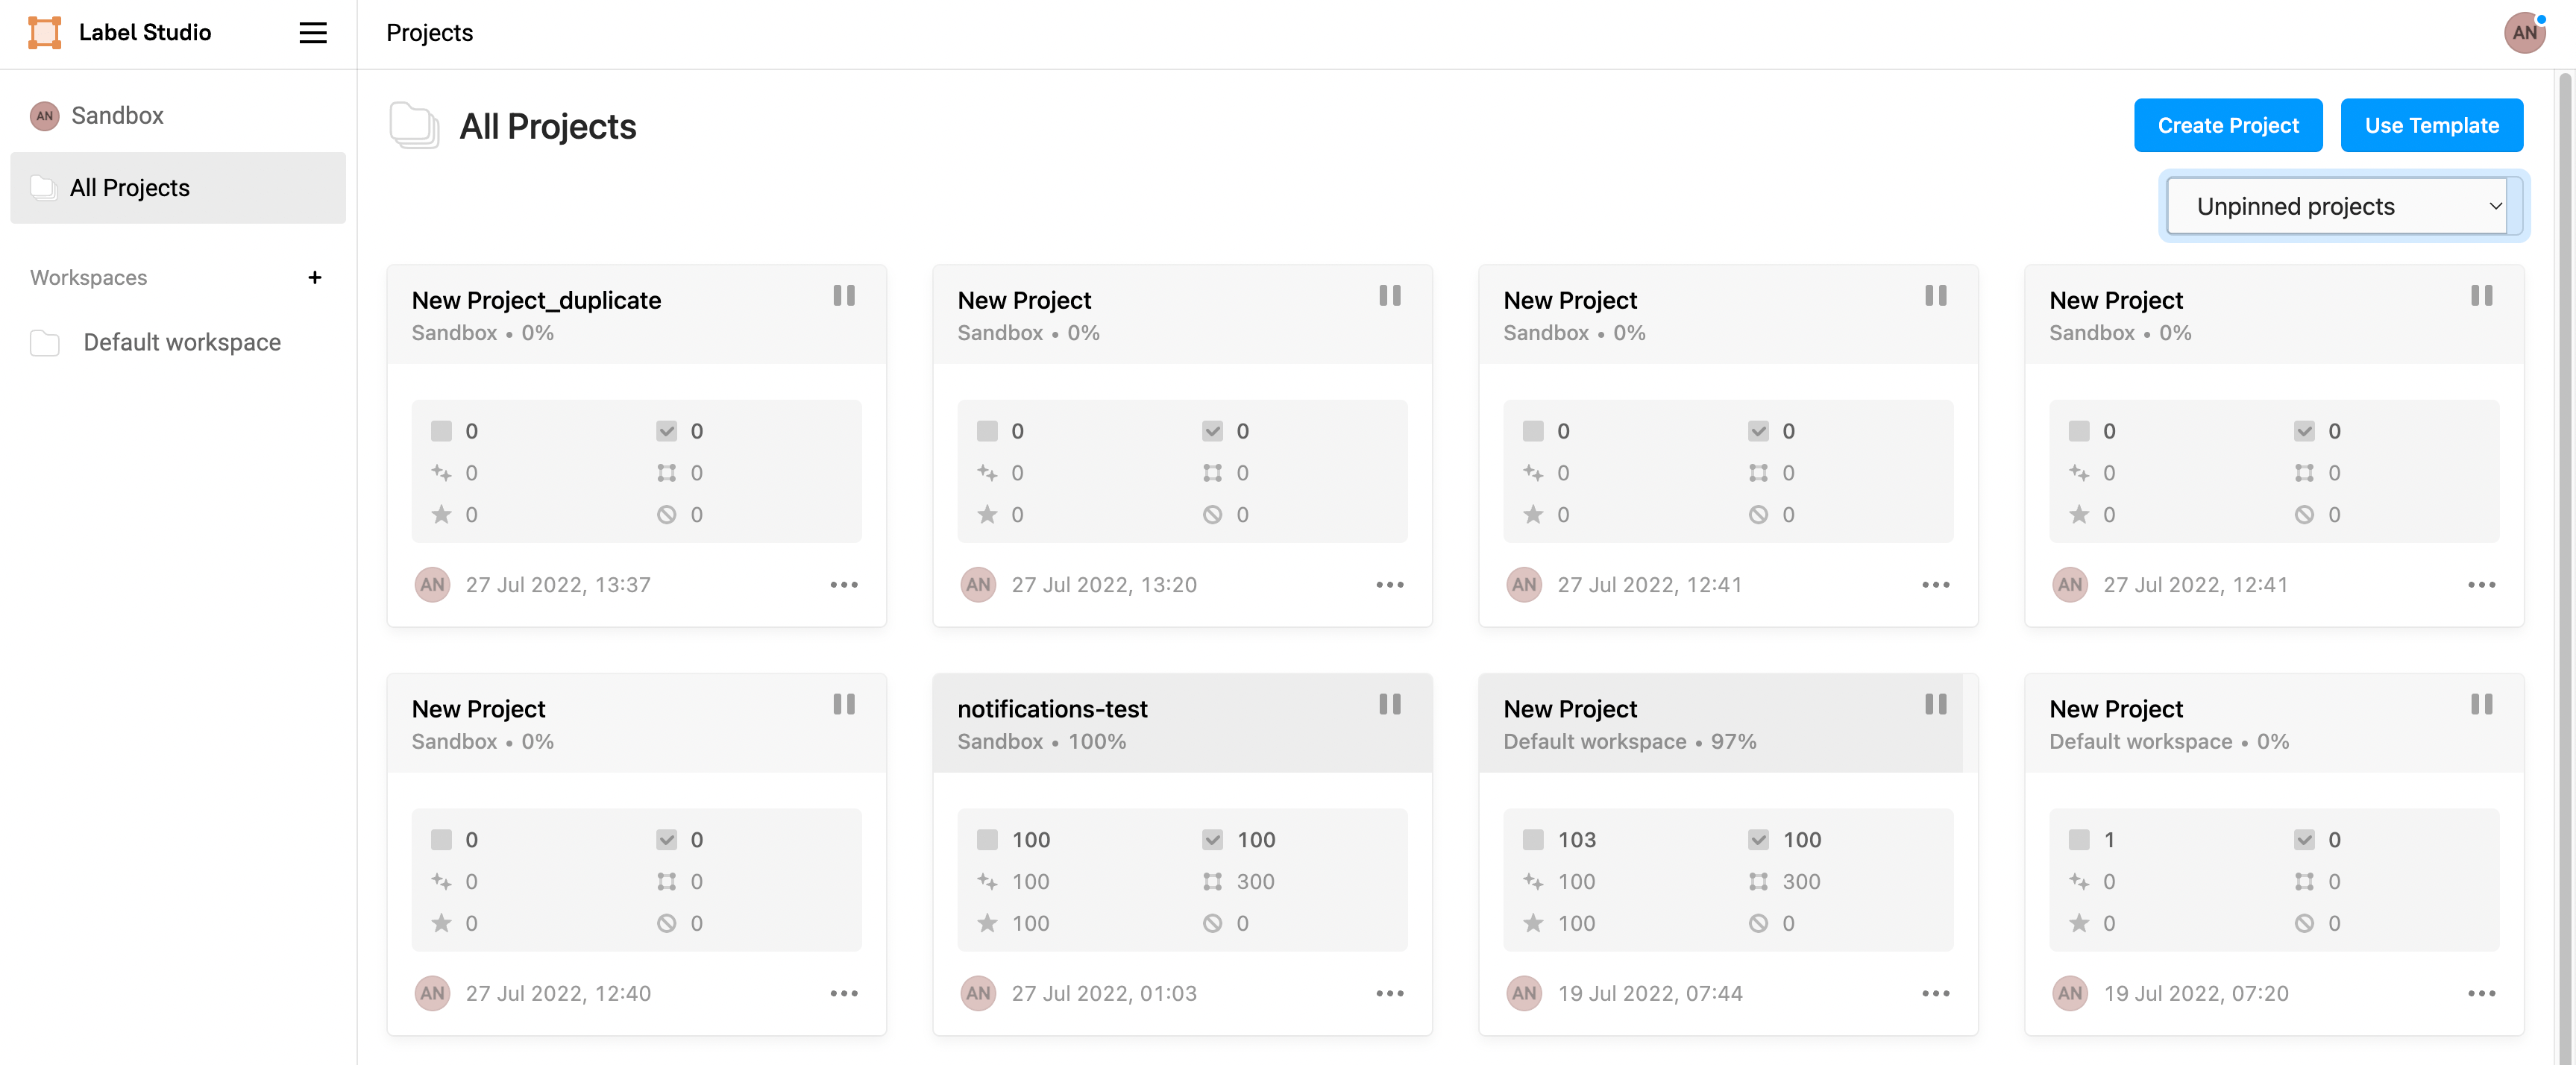 Label Studio
Projects
AN
AN Sandbox
All Projects
Workspaces +
Default workspace
All Projects
Create Project
Use Template
Unpinned projects
New Project_duplicate
Sandbox • 0%
0 0
0 0
0 0
AN 27 Jul 2022, 13:37
New Project
Sandbox • 0%
0 0
0 0
0 0
AN 27 Jul 2022, 13:20
New Project
Sandbox • 0%
0 0
0 0
0 0
AN 27 Jul 2022, 12:41
New Project
Sandbox • 0%
0 0
0 0
0 0
AN 27 Jul 2022, 12:41
New Project
Sandbox • 0%
0 0
0 0
0 0
AN 27 Jul 2022, 12:40
notifications-test
Sandbox • 100%
100 100
100 300
100 0
AN 27 Jul 2022, 01:03
New Project
Default workspace • 97%
103 100
100 300
100 0
AN 19 Jul 2022, 07:44
New Project
Default workspace • 0%
1 0
0 0
0 0
AN 19 Jul 2022, 07:20